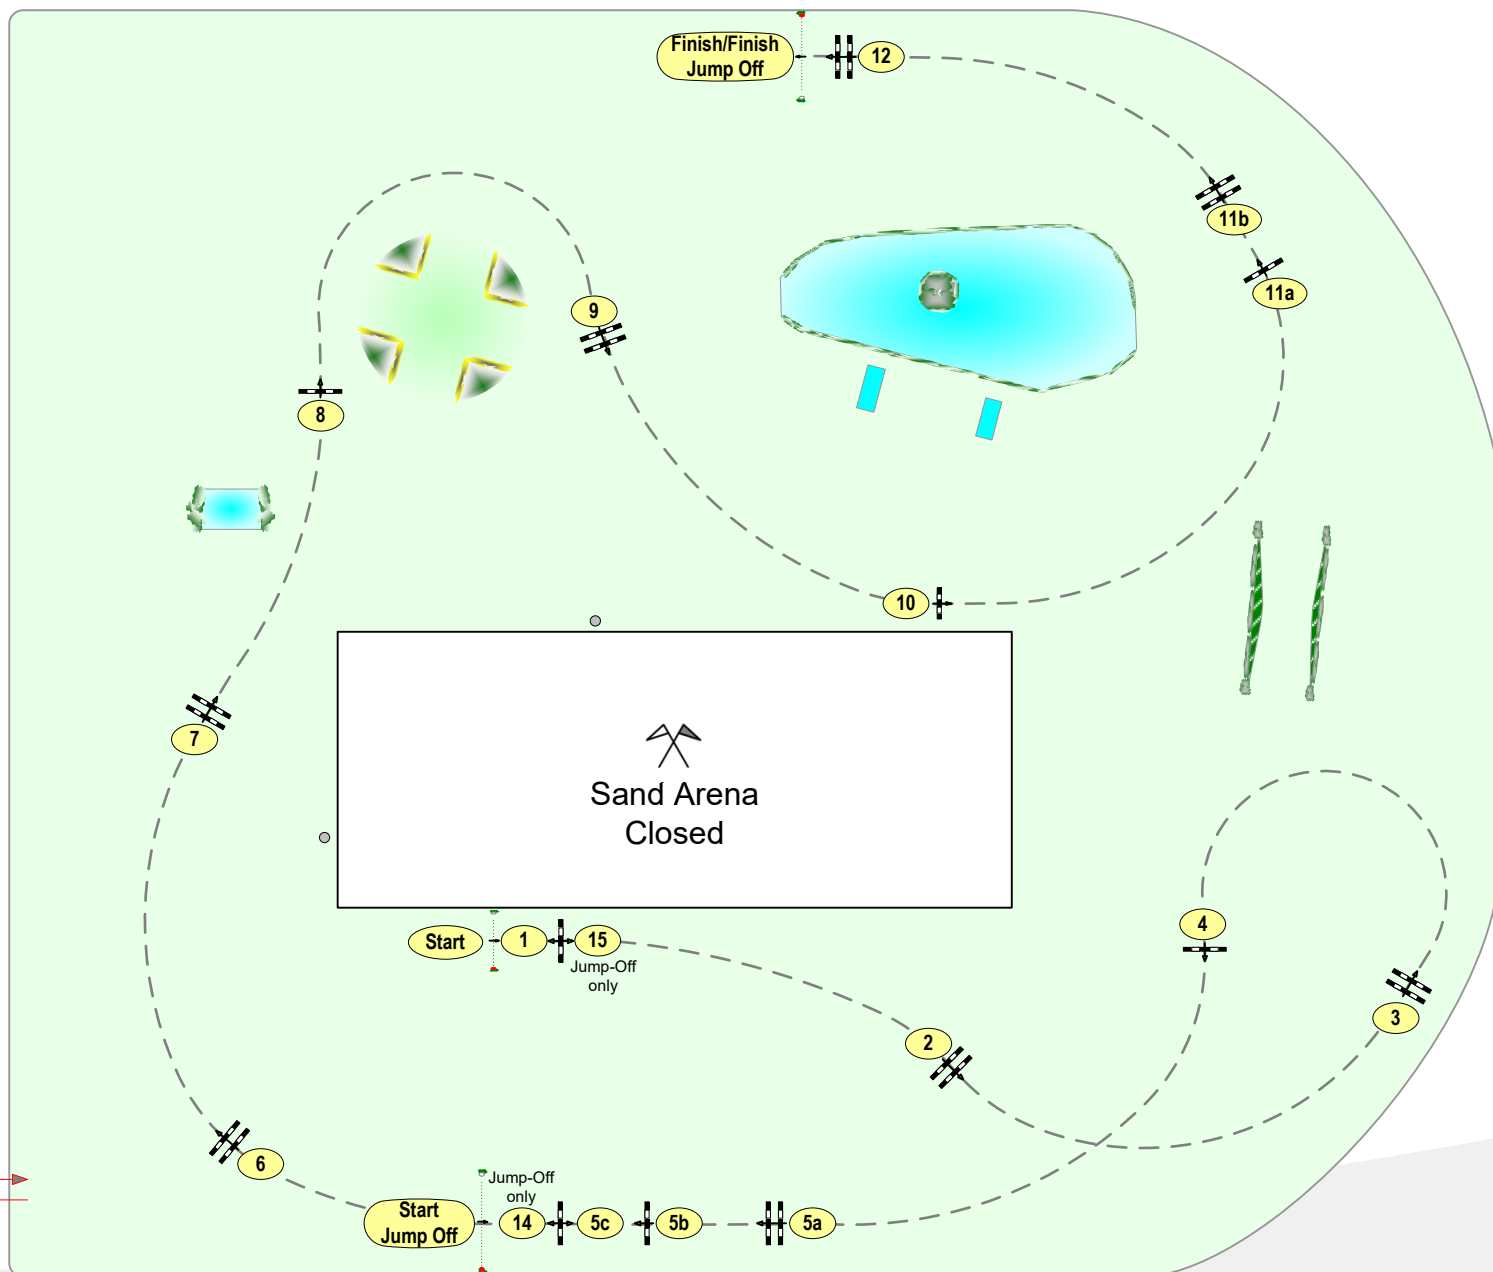 Finish/Finish
Jump Off
12
11b
11a
9
8
10
7
Sand Arena
Closed
Start
1
15
Jump-Off
only
4
3
2
6
Jump-Off
only
Start
Jump Off
14
5c
5b
5a